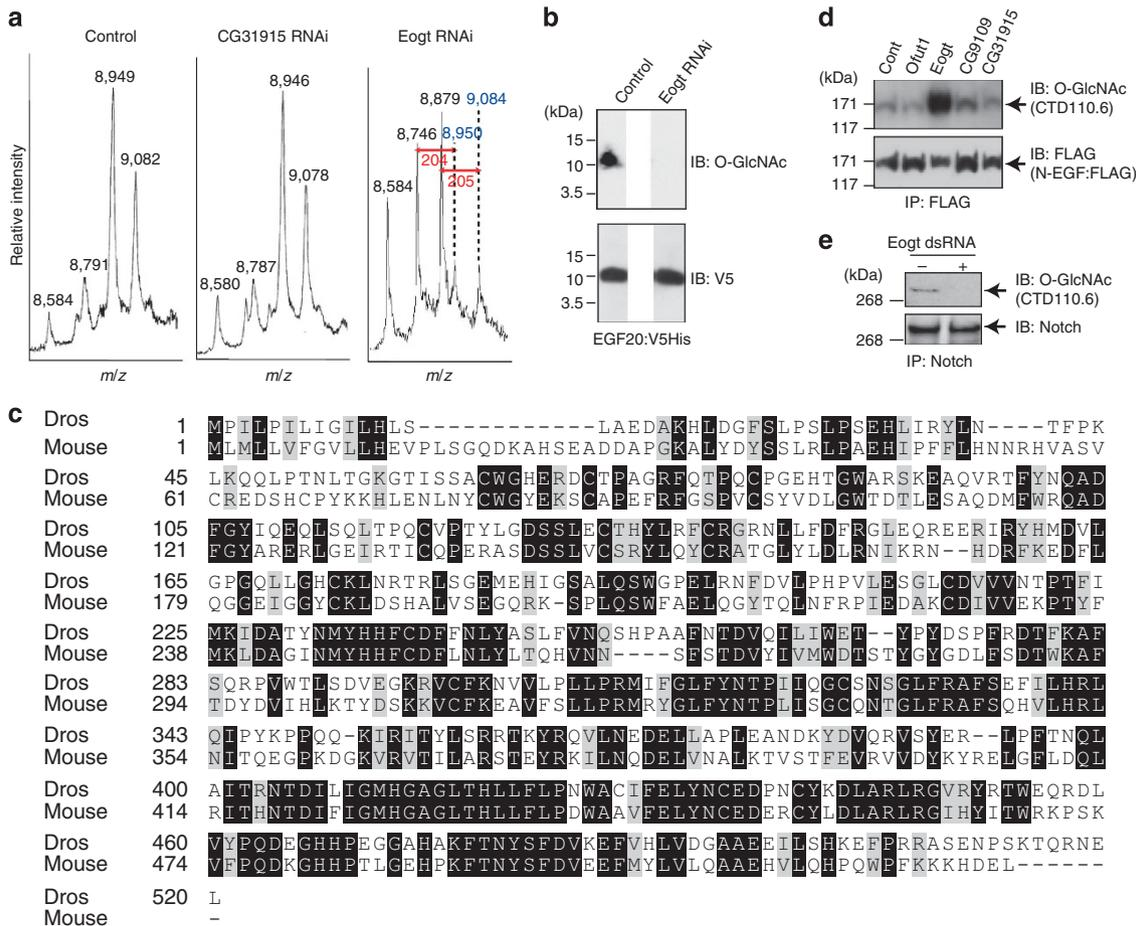 a
Control
CG31915 RNAi
Eogt RNAi
Relative intensity
8,584
8,791
8,949
9,082
m/z
8,580
8,787
8,946
9,078
m/z
8,584
8,746
8,879
8,950
9,084
204
205
m/z
b
Control
Eogt RNAi
(kDa)
15
10
3.5
IB: O-GlcNAc
15
10
3.5
IB: V5
EGF20:V5His
d
Cont
Ofut1
Eogt
CG9109
CG31915
(kDa)
171
117
IB: O-GlcNAc
(CTD110.6)
171
117
IB: FLAG
(N-EGF:FLAG)
IP: FLAG
e
Eogt dsRNA
(kDa)
− +
268
IB: O-GlcNAc
(CTD110.6)
268
IB: Notch
IP: Notch
c
Dros 1 MPILPILIGILHLS------------LAEDAKHLDGFSLPSLPSEHLIRYLN----TFPK
Mouse 1 MLMLLVFGVLLHEVPLSGQDKAHSEADDAPGKALYDYSSLRLPAEHIPFFLHNNRHVASV
Dros 45 LKQQLPTNLTGKGTISSACWGHERDCTPAGRFQTPQCPGEHTGWARSKEAQVRTFYNQAD
Mouse 61 CREDSHCPYKKHLENLNYCWGYEKSCAPEFRFGSPVCSYVDLGWTDTLESAQDMFWRQAD
Dros 105 FGYIQEQLSQLTPQCVPTYLGDSSLECTHYLRFCRGRNLLFDFRGLEQREERIRYHMDVL
Mouse 121 FGYARERLGEIRTICQPERASDSSLVCSRYLQYCRATGLYLDLRNIKRN--HDRFKEDFL
Dros 165 GPGQLLGHCKLNRTRLSGEMEHIGSALQSWGPELRNFDVLPHPVLESGLCDVVVNTPTFI
Mouse 179 QGGEIGGYCKLDSHALVSEGQRK-SPLQSWFAELQGYTQLNFRPIEDAKCDIVVEKPTYF
Dros 225 MKIDATYNMYHHFCDFFNLYASLFVNQSHPAAFNTDVQILIWET--YPYDSPFRDTFKAF
Mouse 238 MKLDAGINMYHHFCDFLNLYLTQHVNN----SFSTDVYIVMWDTSTYGYGDLFSDTWKAF
Dros 283 SQRPVWTLSDVEGKRVCFKNVVLPLLPRMIFGLFYNTPIIQGCSNSGLFRAFSEFILHRL
Mouse 294 TDYDVIHLKTYDSKKVCFKEAVFSLLPRMRYGLFYNTPLISGCQNTGLFRAFSQHVLHRL
Dros 343 QIPYKPPQQ-KIRITYLSRRTKYRQVLNEDELLAPLEANDKYDVQRVSYER--LPFTNQL
Mouse 354 NITQEGPKDGKVRVTILARSTEYRKILNQDELVNALKTVSTFEVRVVDYKYRELGFLDQL
Dros 400 AITRNTDILIGMHGAGLTHLLFLPNWACIFELYNCEDPNCYKDLARLRGVRYRTWEQRDL
Mouse 414 RITHNTDIFIGMHGAGLTHLLFLPDWAAVFELYNCEDERCYLDLARLRGIHYITWRKPSK
Dros 460 VYPQDEGHHPEGGAHAKFTNYSFDVKEFVHLVDGAAEEILSHKEFPRRASENPSKTQRNE
Mouse 474 VFPQDKGHHPTLGEHPKFTNYSFDVEEFMYLVLQAAEHVLQHPQWPFKKKHDEL------
Dros 520 L
Mouse –